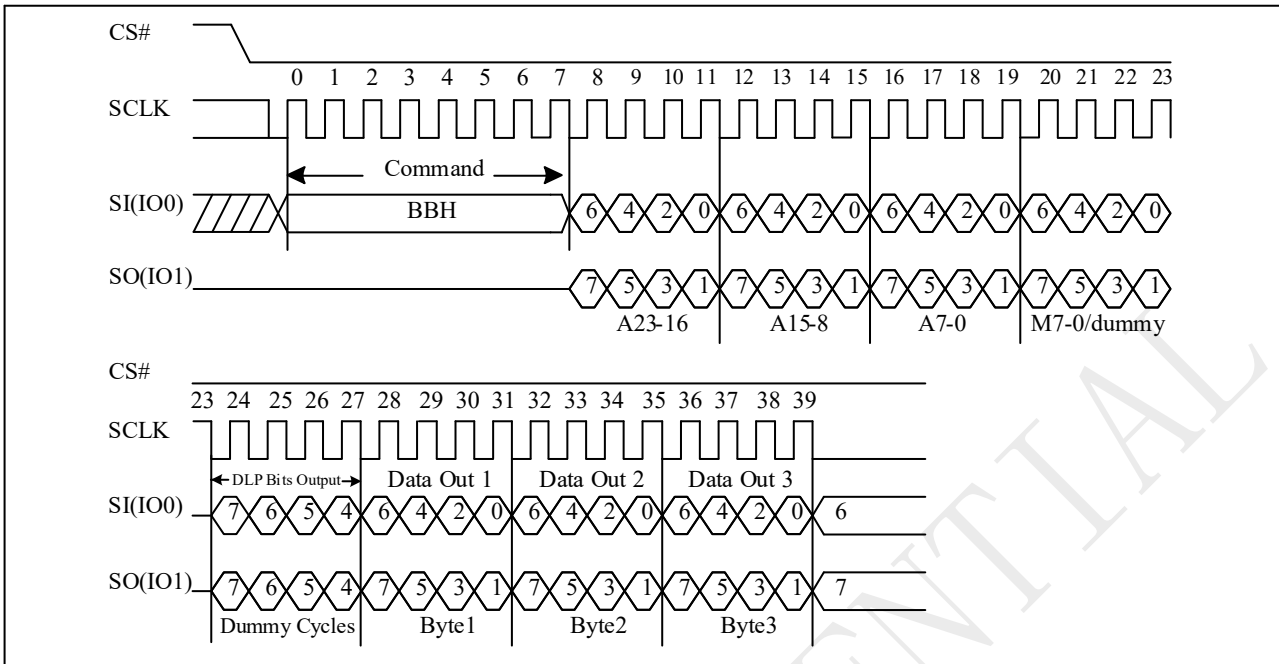 CS#
0 1 2 3 4 5 6 7 8 9 10 11 12 13 14 15 16 17 18 19 20 21 22 23
SCLK
Command
SI(IO0) BBH 6 4 2 0 6 4 2 0 6 4 2 0 6 4 2 0
SO(IO1) 7 5 3 1 7 5 3 1 7 5 3 1 7 5 3 1
A23-16 A15-8 A7-0 M7-0/dummy
CS#
23 24 25 26 27 28 29 30 31 32 33 34 35 36 37 38 39
SCLK
DLP Bits Output Data Out 1 Data Out 2 Data Out 3
SI(IO0) 7 6 5 4 6 4 2 0 6 4 2 0 6 4 2 0 6
SO(IO1) 7 6 5 4 7 5 3 1 7 5 3 1 7 5 3 1 7
Dummy Cycles Byte1 Byte2 Byte3
ENTIAL